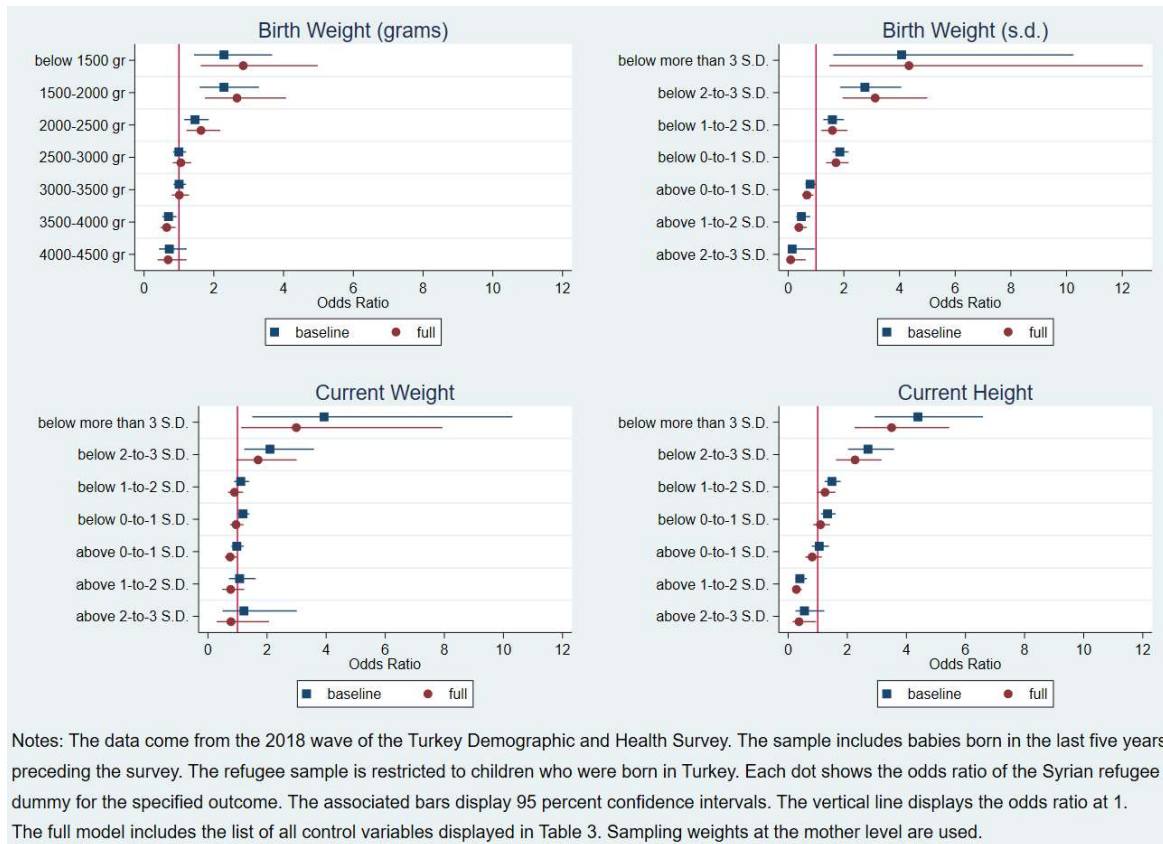 Birth Weight (grams)
below 1500 gr
1500-2000 gr
2000-2500 gr
2500-3000 gr
3000-3500 gr
3500-4000 gr
4000-4500 gr
0 2 4 6 8 10 12
Odds Ratio
baseline full
Birth Weight (s.d.)
below more than 3 S.D.
below 2-to-3 S.D.
below 1-to-2 S.D.
below 0-to-1 S.D.
above 0-to-1 S.D.
above 1-to-2 S.D.
above 2-to-3 S.D.
0 2 4 6 8 10 12
Odds Ratio
baseline full
Current Weight
below more than 3 S.D.
below 2-to-3 S.D.
below 1-to-2 S.D.
below 0-to-1 S.D.
above 0-to-1 S.D.
above 1-to-2 S.D.
above 2-to-3 S.D.
0 2 4 6 8 10 12
Odds Ratio
baseline full
Current Height
below more than 3 S.D.
below 2-to-3 S.D.
below 1-to-2 S.D.
below 0-to-1 S.D.
above 0-to-1 S.D.
above 1-to-2 S.D.
above 2-to-3 S.D.
0 2 4 6 8 10 12
Odds Ratio
baseline full
Notes: The data come from the 2018 wave of the Turkey Demographic and Health Survey. The sample includes babies born in the last five years
preceding the survey. The refugee sample is restricted to children who were born in Turkey. Each dot shows the odds ratio of the Syrian refugee
dummy for the specified outcome. The associated bars display 95 percent confidence intervals. The vertical line displays the odds ratio at 1.
The full model includes the list of all control variables displayed in Table 3. Sampling weights at the mother level are used.